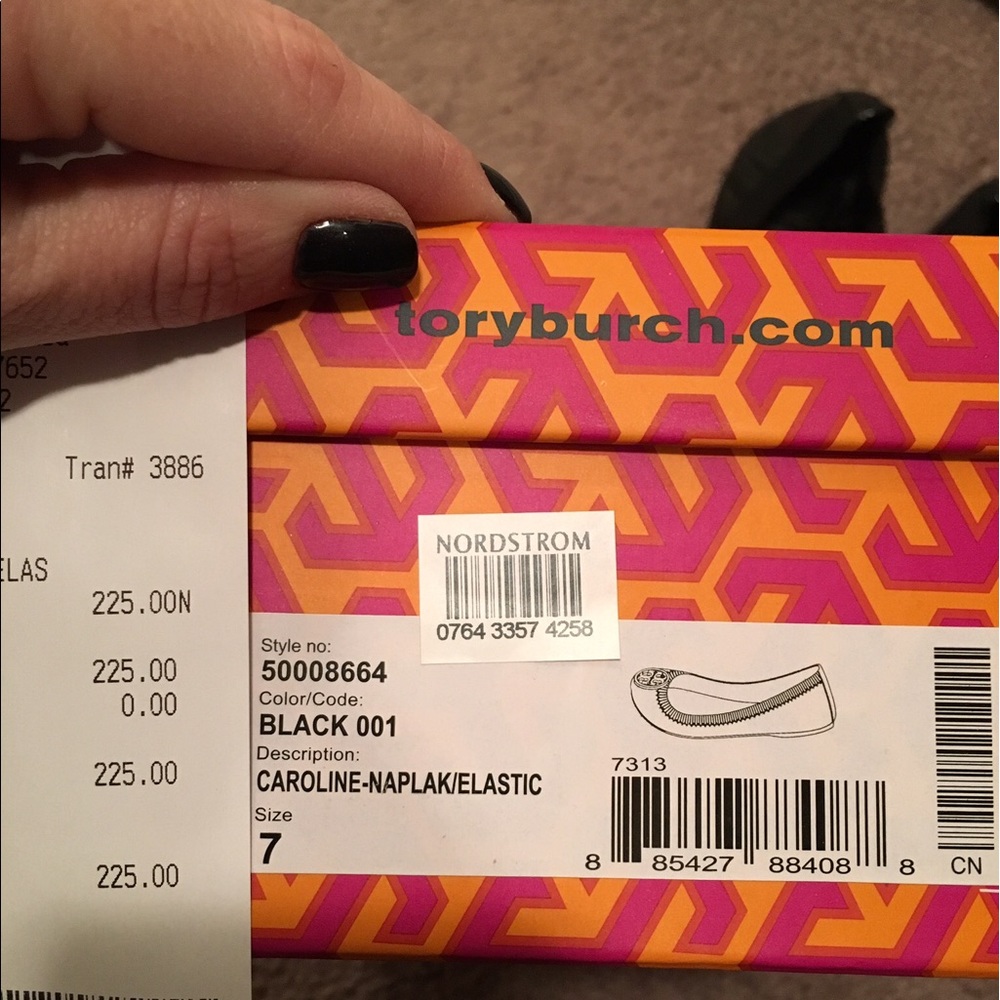 7652
2
Tran# 3886
ELAS
225.00N
225.00
0.00
225.00
225.00
toryburch.com
NORDSTROM
0764 3357 4258
Style no:
50008664
Color/Code:
BLACK 001
Description:
CAROLINE-NAPLAK/ELASTIC
Size
7
7313
8 85427 88408 8
CN